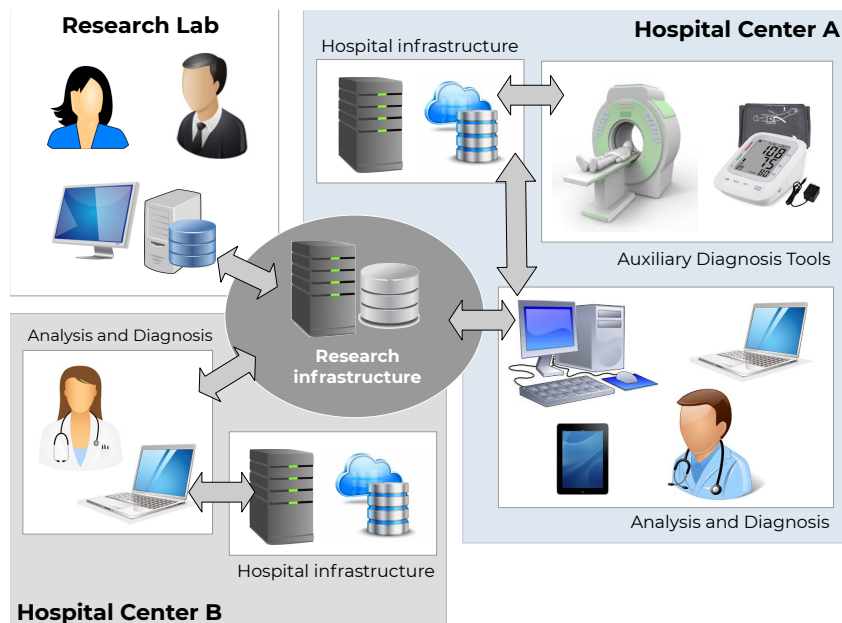 Research Lab
Hospital Center A
Hospital infrastructure
Auxiliary Diagnosis Tools
Research
infrastructure
Analysis and Diagnosis
Analysis and Diagnosis
Hospital infrastructure
Hospital Center B